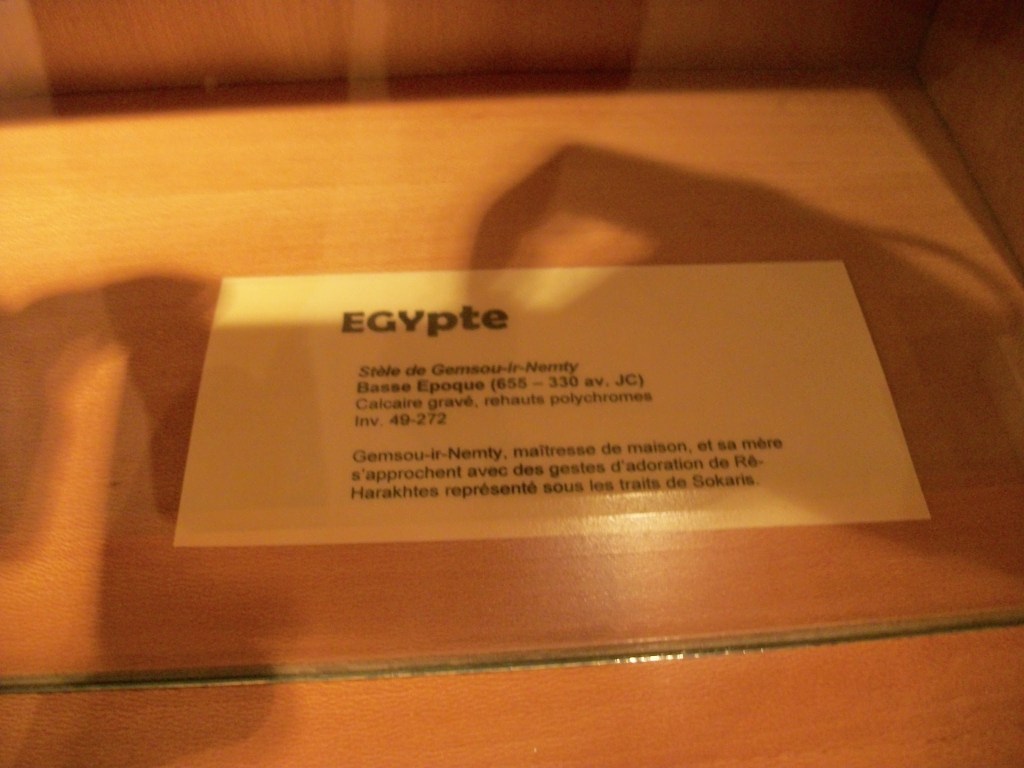 EGYpte
Stèle de Gemsou-ir-Nemty
Basse Epoque (655 – 330 av. JC)
Calcaire gravé, rehauts polychromes
Inv. 49-272
Gemsou-ir-Nemty, maîtresse de maison, et sa mère
s'approchent avec des gestes d'adoration de Rê-
Harakhtes représenté sous les traits de Sokaris.